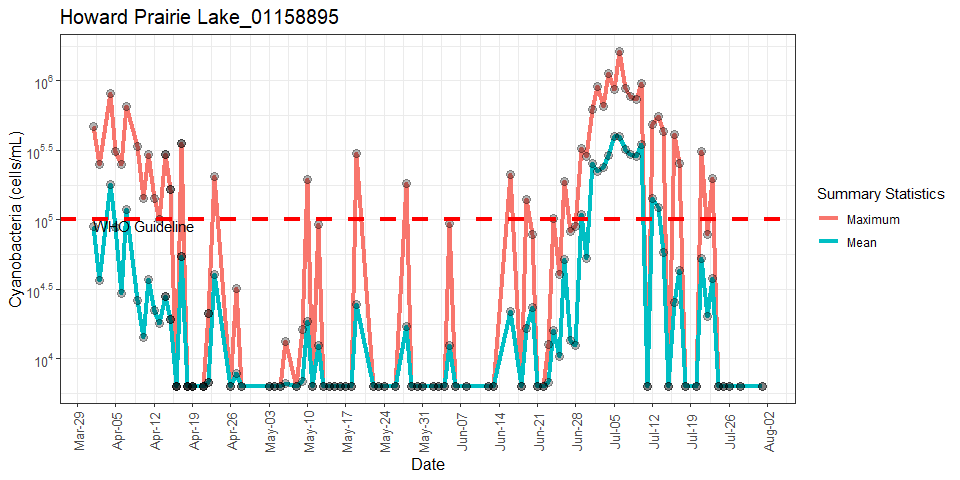 Howard Prairie Lake_01158895
Cyanobacteria (cells/mL)
10^6
10^5.5
10^5
10^4.5
10^4
WHO Guideline
Mar-29
Apr-05
Apr-12
Apr-19
Apr-26
May-03
May-10
May-17
May-24
May-31
Jun-07
Jun-14
Jun-21
Jun-28
Jul-05
Jul-12
Jul-19
Jul-26
Aug-02
Date
Summary Statistics
Maximum
Mean